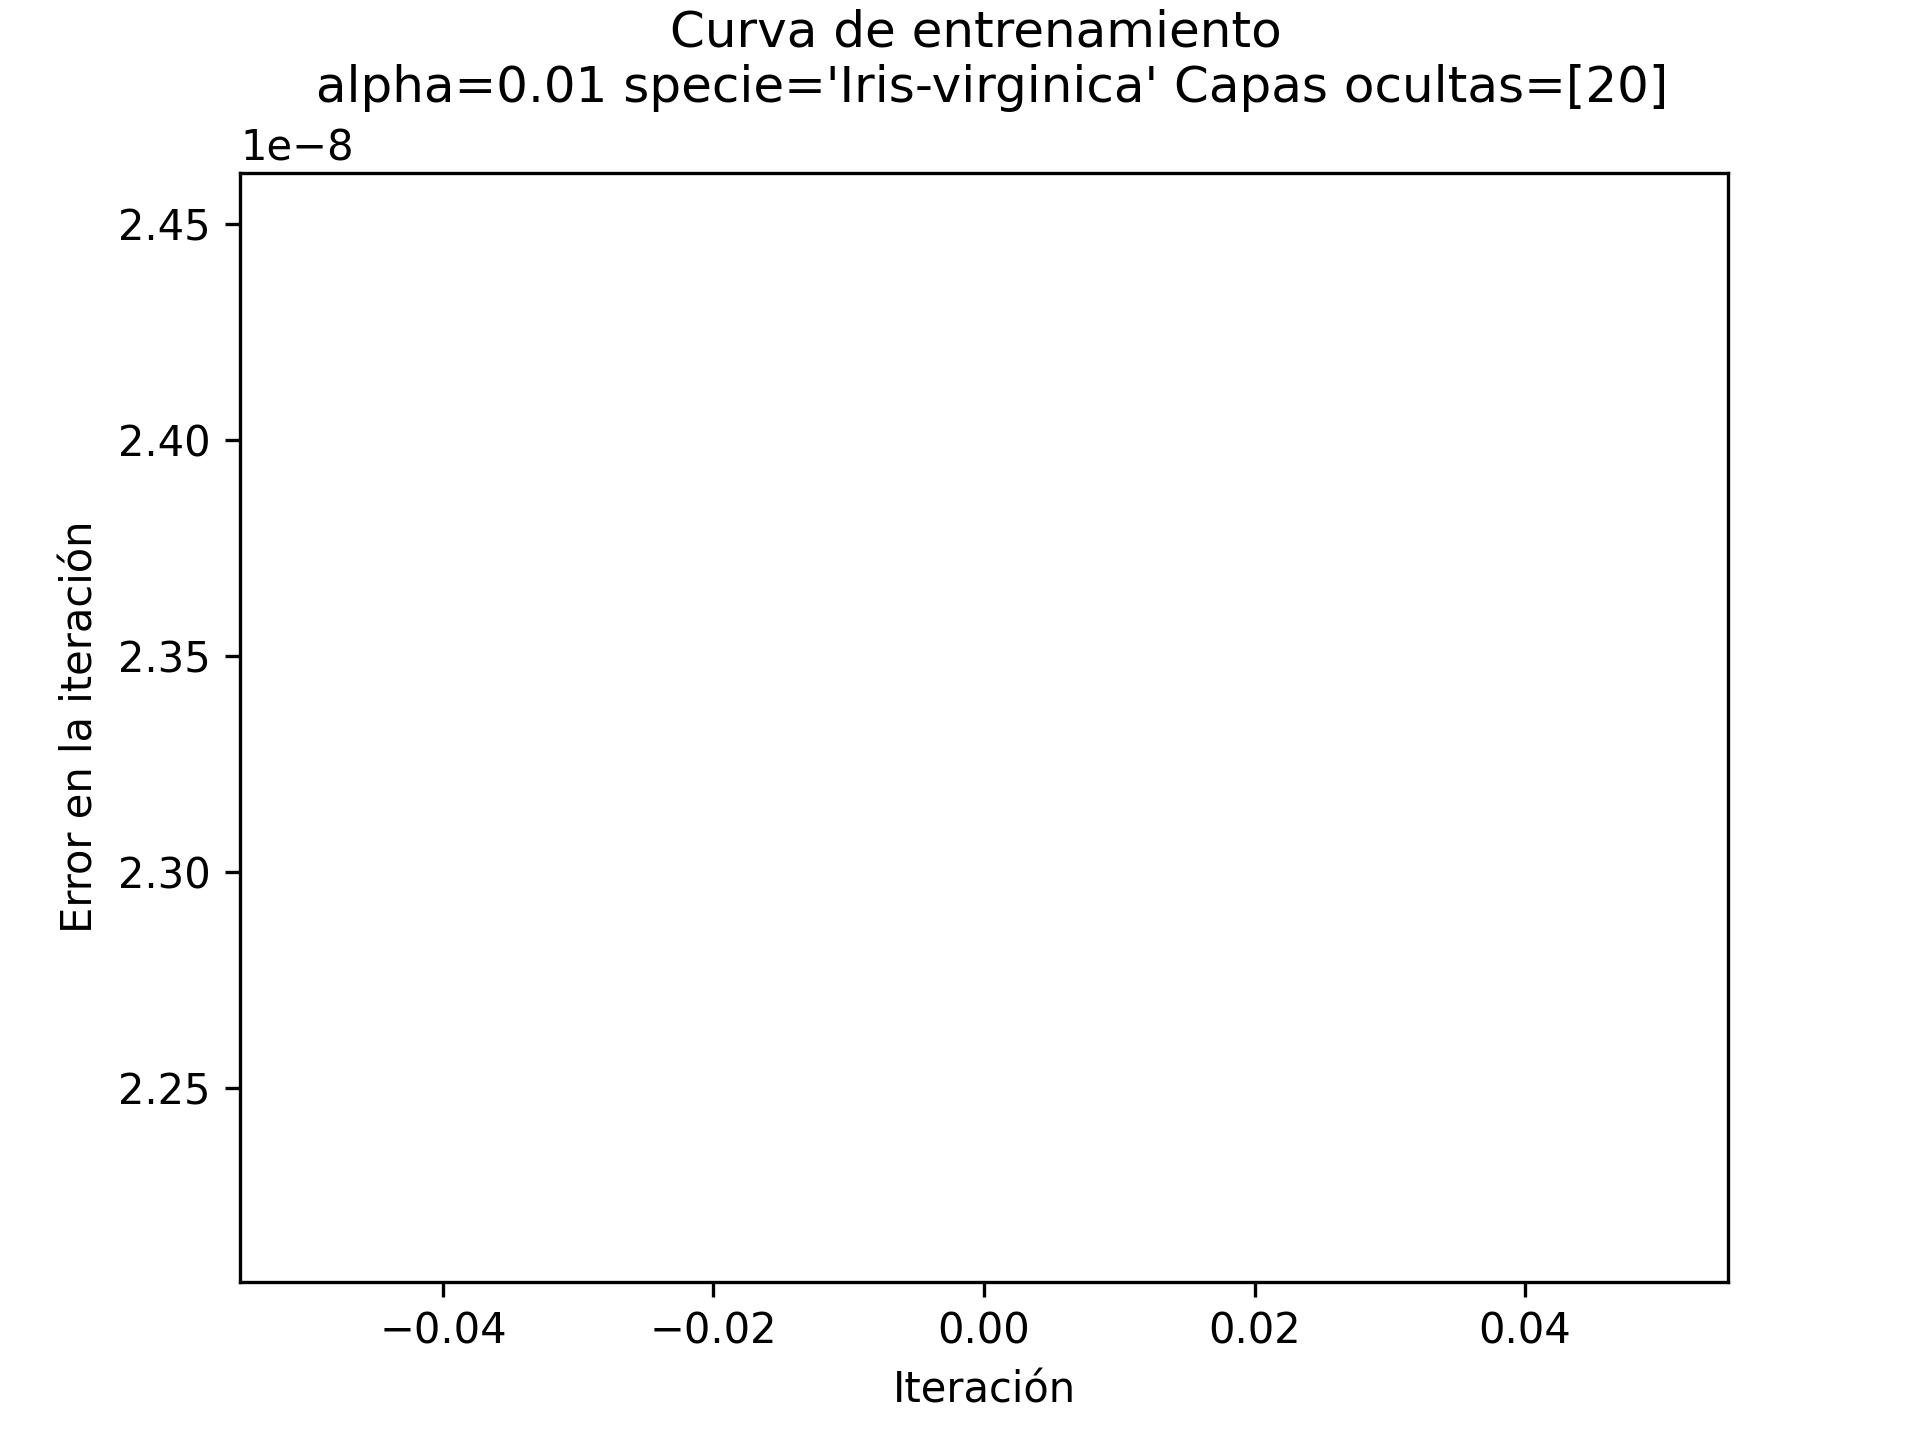 Curva de entrenamiento
alpha=0.01 specie='Iris-virginica' Capas ocultas=[20]
1e−8
2.45
2.40
2.35
2.30
2.25
Error en la iteración
−0.04
−0.02
0.00
0.02
0.04
Iteración